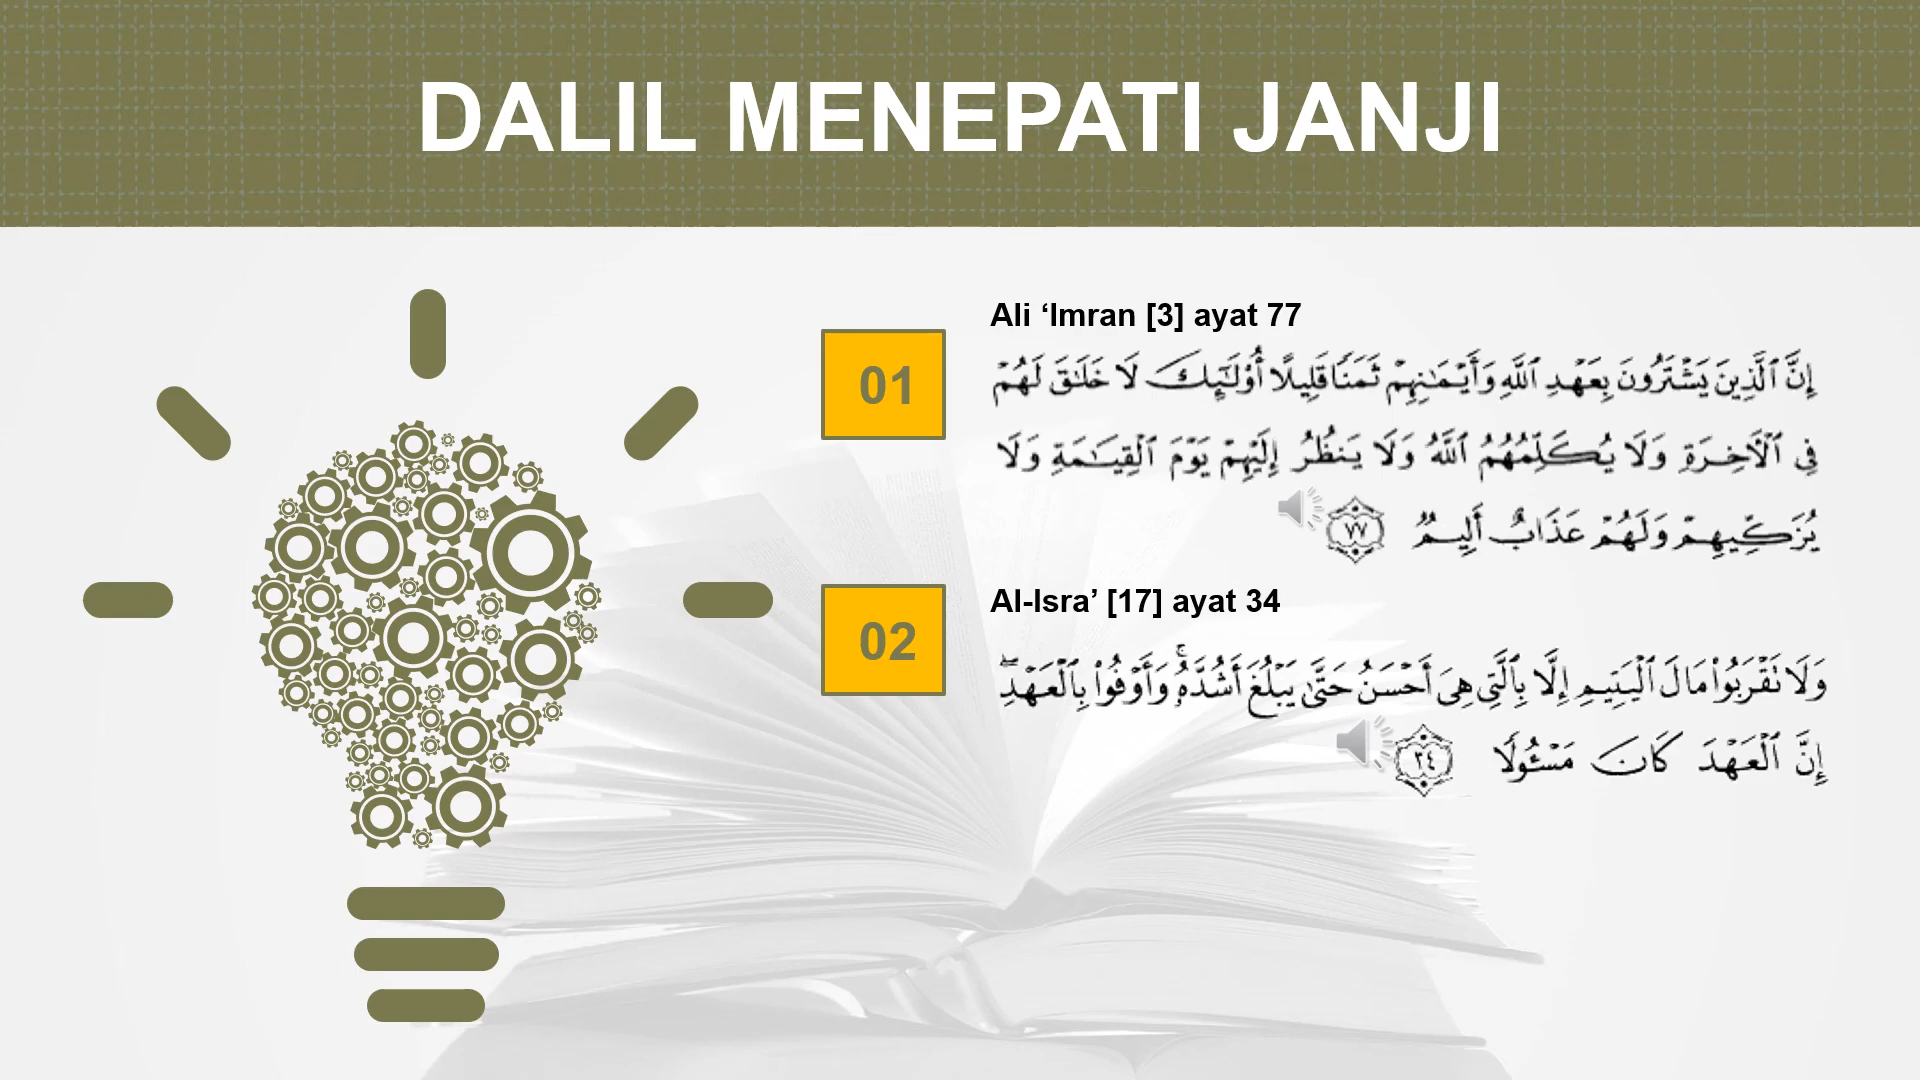 DALIL MENEPATI JANJI
01
Ali ‘Imran [3] ayat 77
إِنَّ ٱلَّذِينَ يَشْتَرُونَ بِعَهْدِ ٱللَّهِ وَأَيْمَـٰنِهِمْ ثَمَنًا قَلِيلًا أُو۟لَـٰٓئِكَ لَا خَلَـٰقَ لَهُمْ
فِى ٱلْأَخِرَةِ وَلَا يُكَلِّمُهُمُ ٱللَّهُ وَلَا يَنظُرُ إِلَيْهِمْ يَوْمَ ٱلْقِيَـٰمَةِ وَلَا
يُزَكِّيهِمْ وَلَهُمْ عَذَابٌ أَلِيمٌ ٧٧
02
Al-Isra’ [17] ayat 34
وَلَا تَقْرَبُوا۟ مَالَ ٱلْيَتِيمِ إِلَّا بِٱلَّتِى هِىَ أَحْسَنُ حَتَّىٰ يَبْلُغَ أَشُدَّهُۥ ۚ وَأَوْفُوا۟ بِٱلْعَهْدِ ۖ
إِنَّ ٱلْعَهْدَ كَانَ مَسْـُٔولًا ٣٤